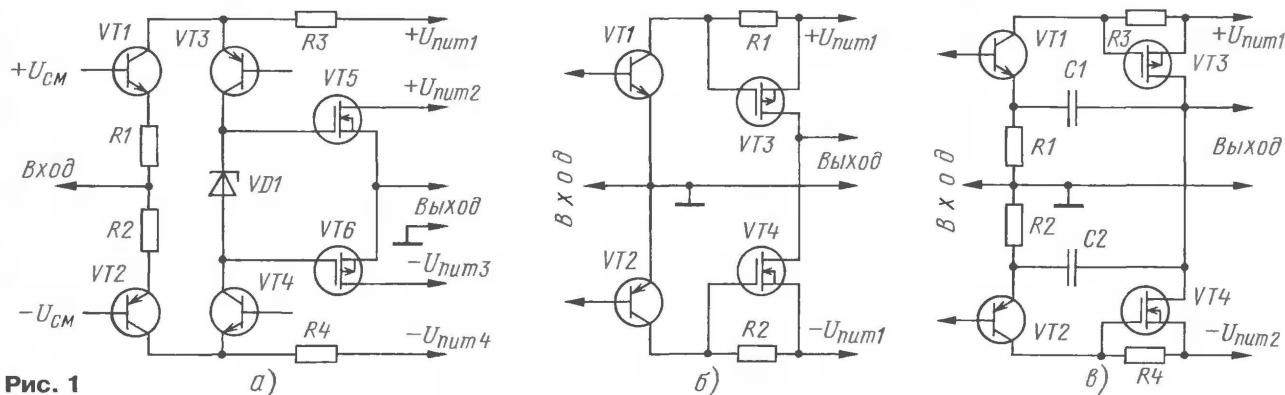 VT1
VT3
R3
+Uпит1
+Uсм
VT5
+Uпит2
R1
Вход
VD1
Выход
R2
VT6
VT2
VT4
-Uпит3
-Uсм
R4
-Uпит4
Рис. 1
а)
VT1
R1
+Uпит1
VT3
Вход
Выход
VT4
VT2
R2
-Uпит1
б)
VT1
R3
+Uпит1
VT3
C1
R1
Вход
Выход
R2
C2
VT4
VT2
-Uпит2
R4
в)